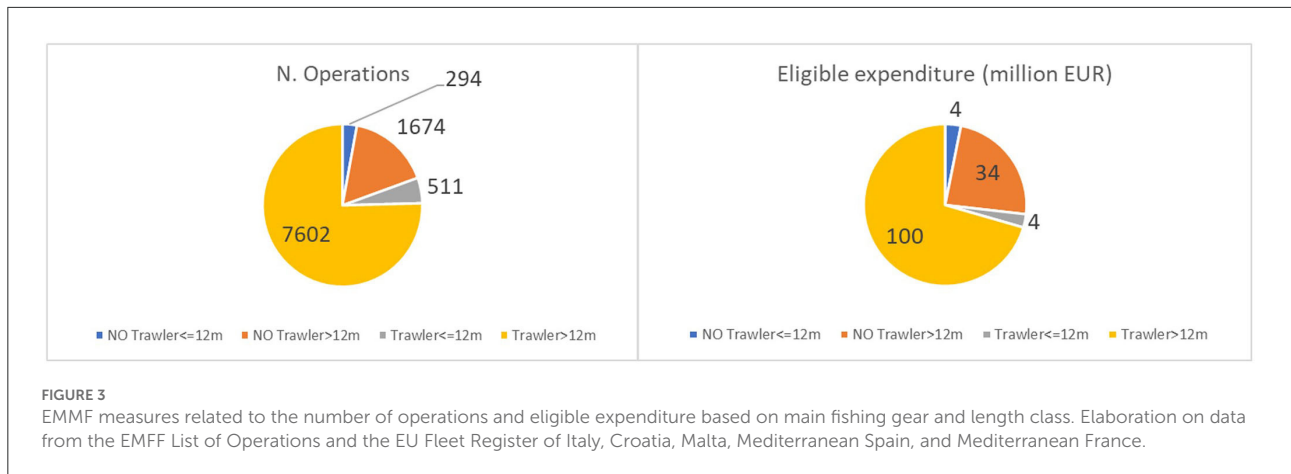 N. Operations
294
1674
511
7602
NO Trawler<=12m NO Trawler>12m Trawler<=12m Trawler>12m
Eligible expenditure (million EUR)
4
34
4
100
NO Trawler<=12m NO Trawler>12m Trawler<=12m Trawler>12m
FIGURE 3
EMMF measures related to the number of operations and eligible expenditure based on main fishing gear and length class. Elaboration on data
from the EMFF List of Operations and the EU Fleet Register of Italy, Croatia, Malta, Mediterranean Spain, and Mediterranean France.